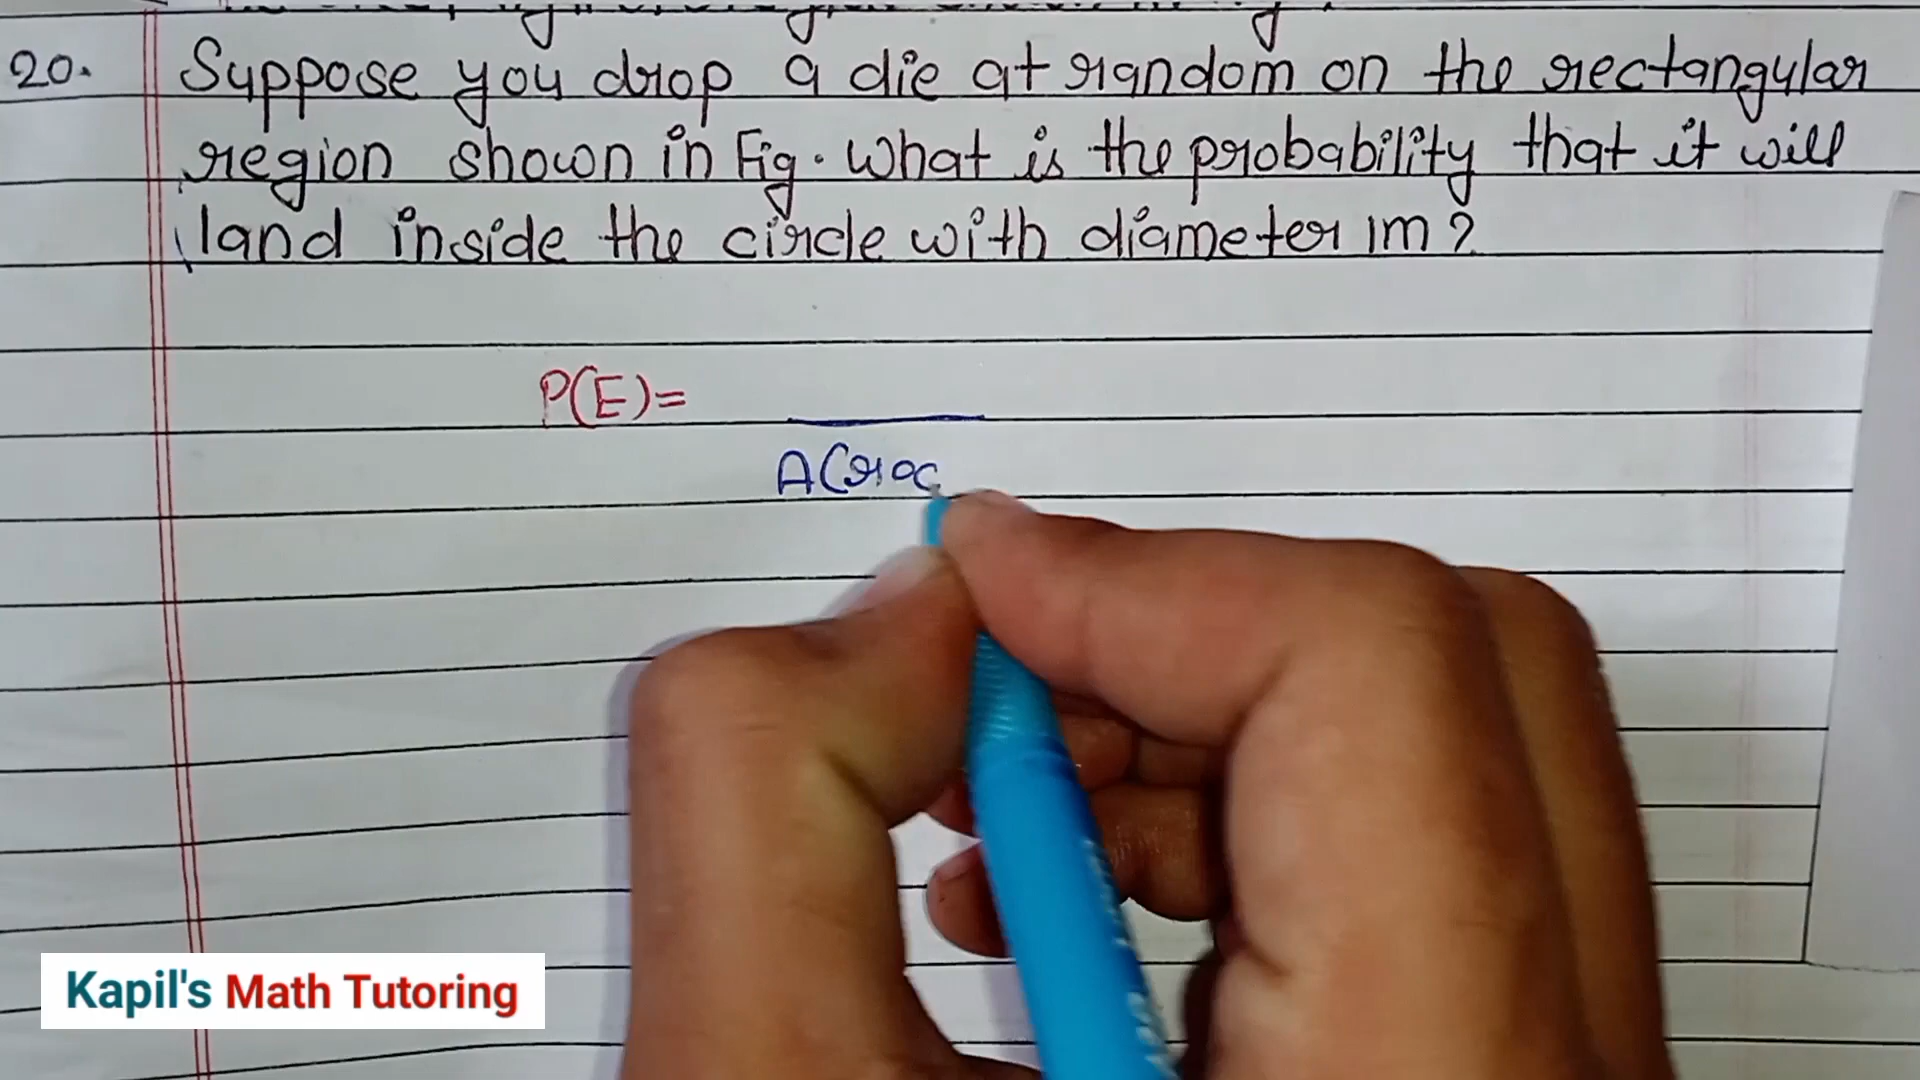 20. Suppose you drop a die at random on the rectangular
region shown in Fig. What is the probability that it will
land inside the circle with diameter 1m?
P(E)=
A(rec
Kapil's Math Tutoring